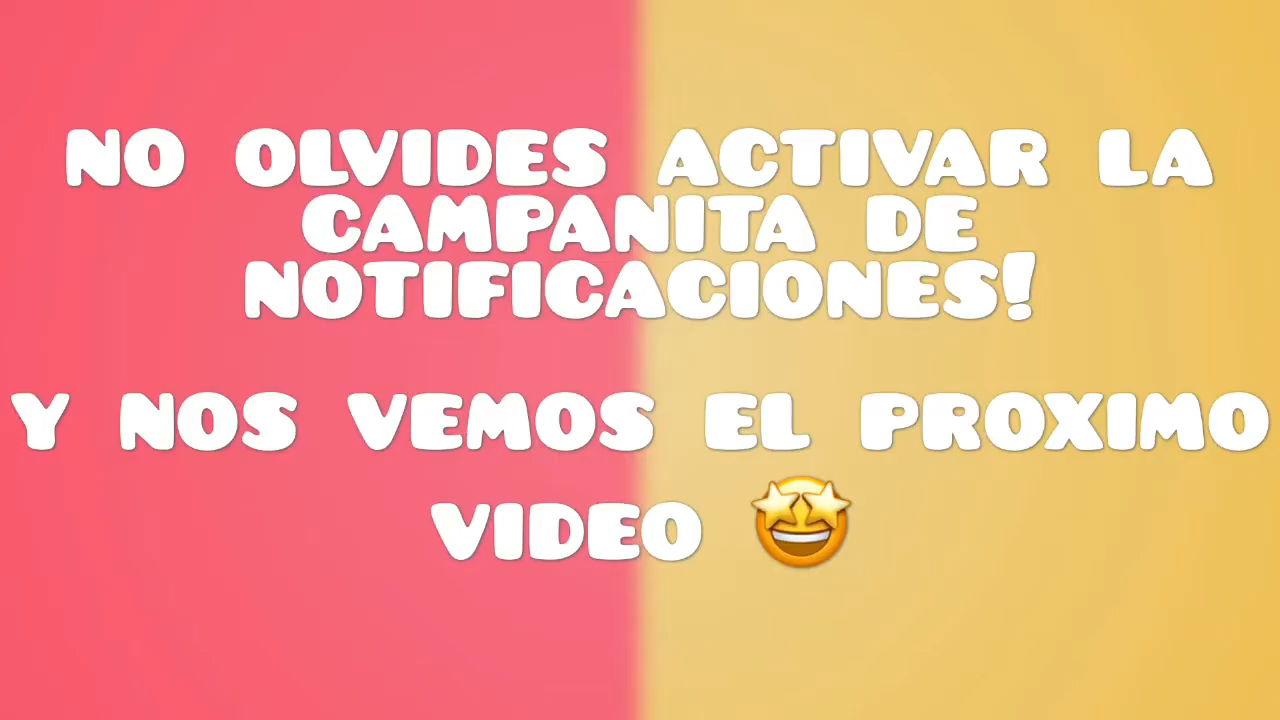 NO OLVIDES ACTIVAR LA
CAMPANITA DE
NOTIFICACIONES!
Y NOS VEMOS EL PROXIMO
VIDEO 🤩